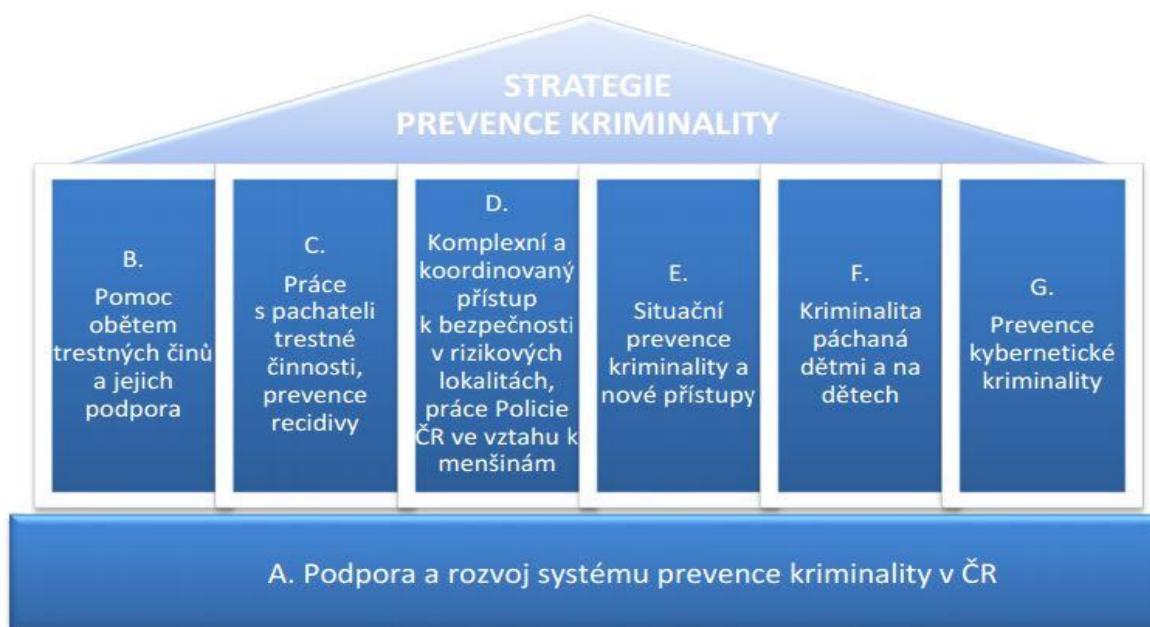 STRATEGIE
PREVENCE KRIMINALITY
B.
Pomoc
obětem
trestných činů
a jejich
podpora
C.
Práce
s pachateli
trestné
činnosti,
prevence
recidivy
D.
Komplexní a
koordinovaný
přístup
k bezpečnosti
v rizikových
lokalitách,
práce Policie
ČR ve vztahu k
menšinám
E.
Situační
prevence
kriminality a
nové přístupy
F.
Kriminalita
páchaná
dětmi a na
dětech
G.
Prevence
kybernetické
kriminality
A. Podpora a rozvoj systému prevence kriminality v ČR